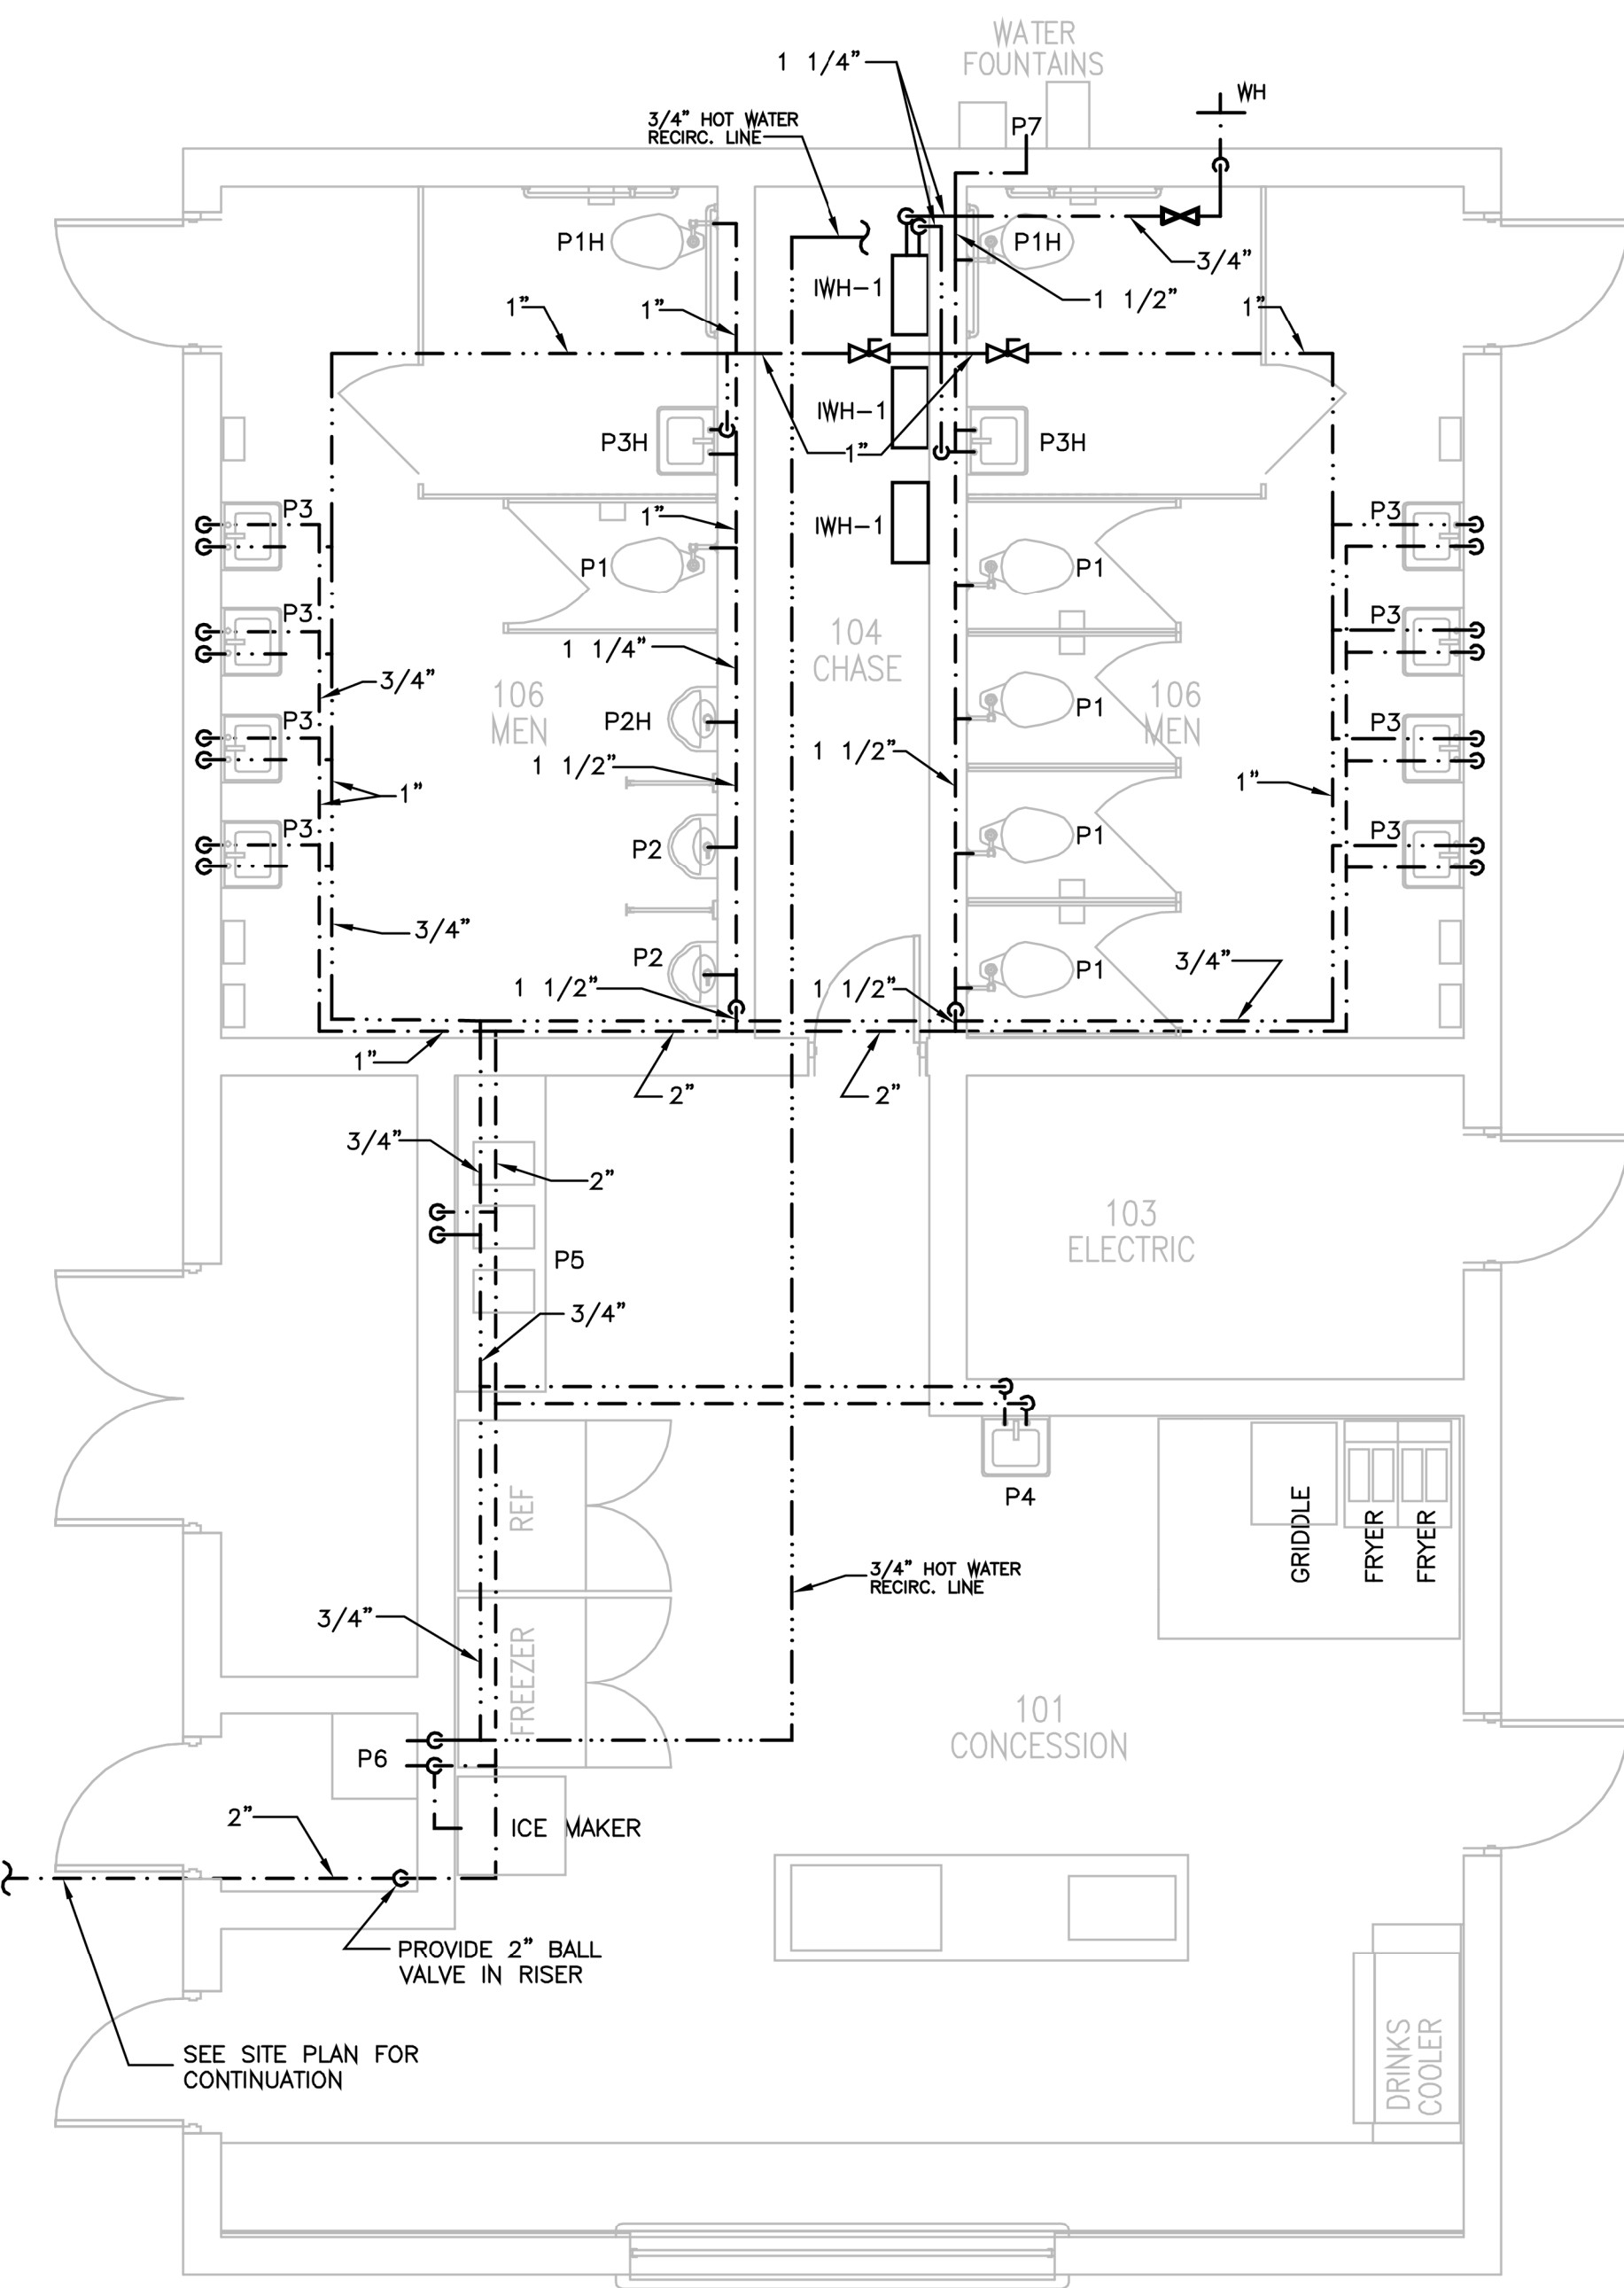 WATER
FOUNTAINS
1 1/4"
WH
3/4" HOT WATER
RECIRC. LINE
P7
P1H
P1H
3/4"
IWH-1
1"
1"
1 1/2"
1"
IWH-1
P3H
P3H
1"
P3
1"
IWH-1
P3
P1
P1
P3
P3
1 1/4"
104
CHASE
3/4"
106
MEN
P2H
P1
106
MEN
P3
P3
1 1/2"
1 1/2"
1"
1"
P3
P2
P1
P3
3/4"
P2
P1
3/4"
1 1/2"
1 1/2"
1"
2"
2"
3/4"
2"
103
ELECTRIC
P5
3/4"
REF
P4
GRIDDLE
FRYER
FRYER
3/4" HOT WATER
RECIRC. LINE
3/4"
FREEZER
101
CONCESSION
P6
2"
ICE MAKER
PROVIDE 2" BALL
VALVE IN RISER
SEE SITE PLAN FOR
CONTINUATION
DRINKS
COOLER